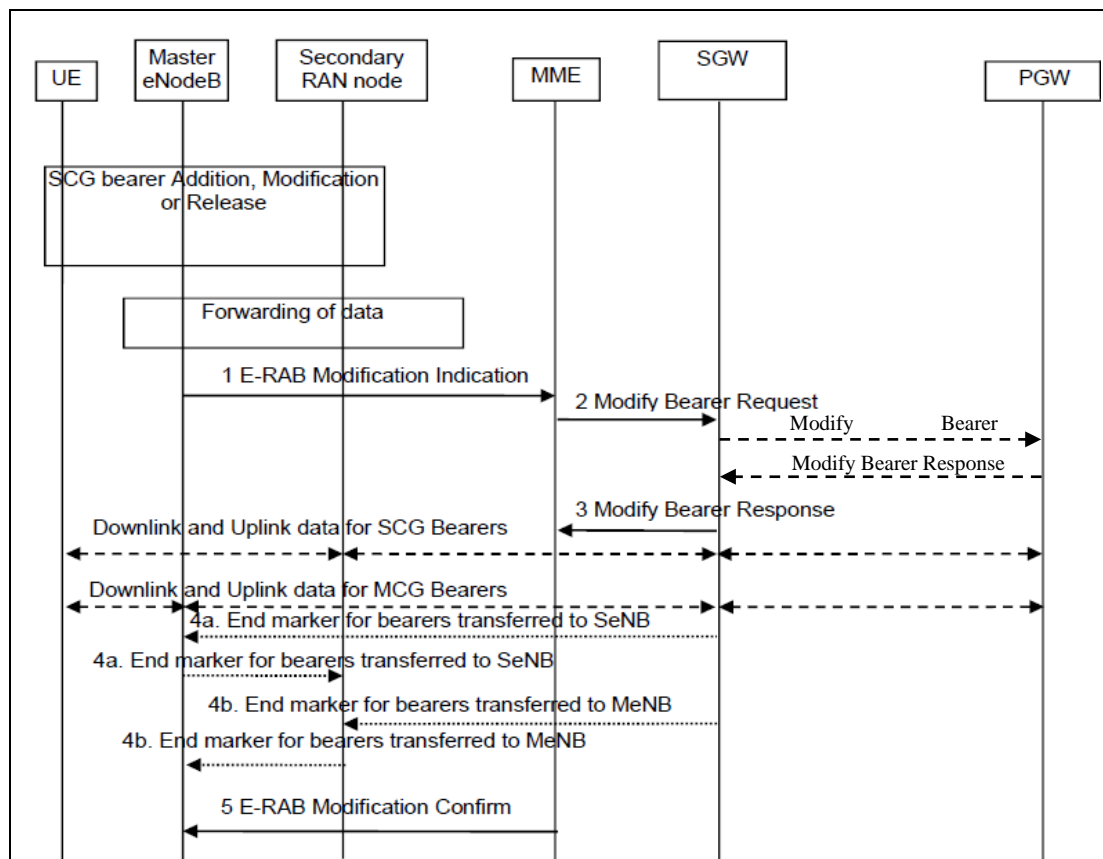 UE
Master
eNodeB
Secondary
RAN node
MME
SGW
PGW
SCG bearer Addition, Modification
or Release
Forwarding of data
1 E-RAB Modification Indication
2 Modify Bearer Request
Modify Bearer
Modify Bearer Response
3 Modify Bearer Response
Downlink and Uplink data for SCG Bearers
Downlink and Uplink data for MCG Bearers
4a. End marker for bearers transferred to SeNB
4a. End marker for bearers transferred to SeNB
4b. End marker for bearers transferred to MeNB
4b. End marker for bearers transferred to MeNB
5 E-RAB Modification Confirm